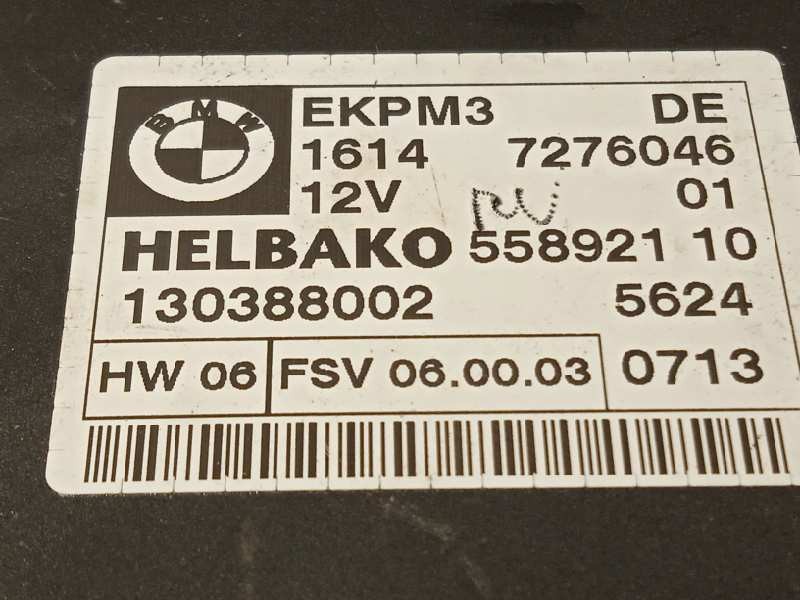 BMW
EKPM3 DE
1614 7276046
12V 01
HELBAKO 558921 10
130388002 5624
HW 06 FSV 06.00.03 0713